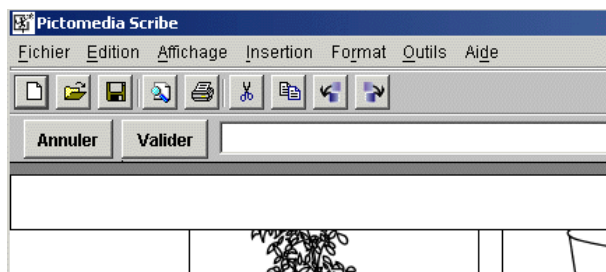 Pictomedia Scribe
Fichier Edition Affichage Insertion Format Outils Aide
Annuler Valider